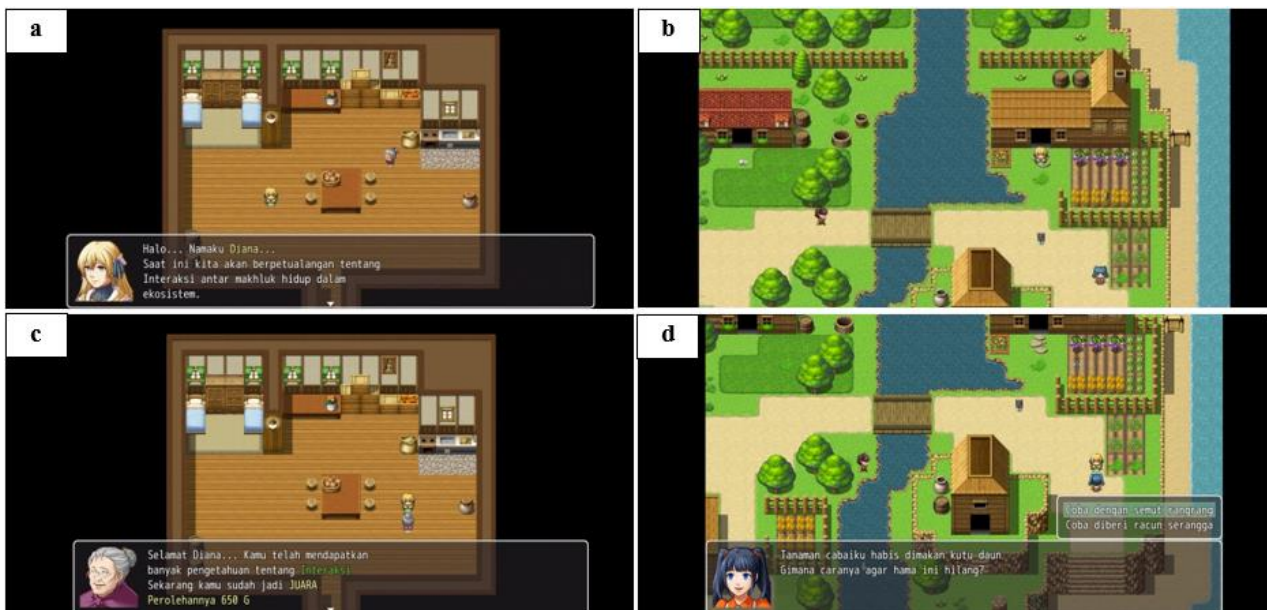 a
Halo... Namaku Diana...
Saat ini kita akan berpetualangan tentang
Interaksi antar makhluk hidup dalam
ekosistem.
b
c
Selamat Diana... Kamu telah mendapatkan
banyak pengetahuan tentang Interaksi
Sekarang kamu sudah jadi JUARA
Perolehannya 650 G
d
Coba dengan semut rangrang
Coba diberi racun serangga
Tanaman cabaiku habis dimakan kutu daun
Gimana caranya agar hama ini hilang?